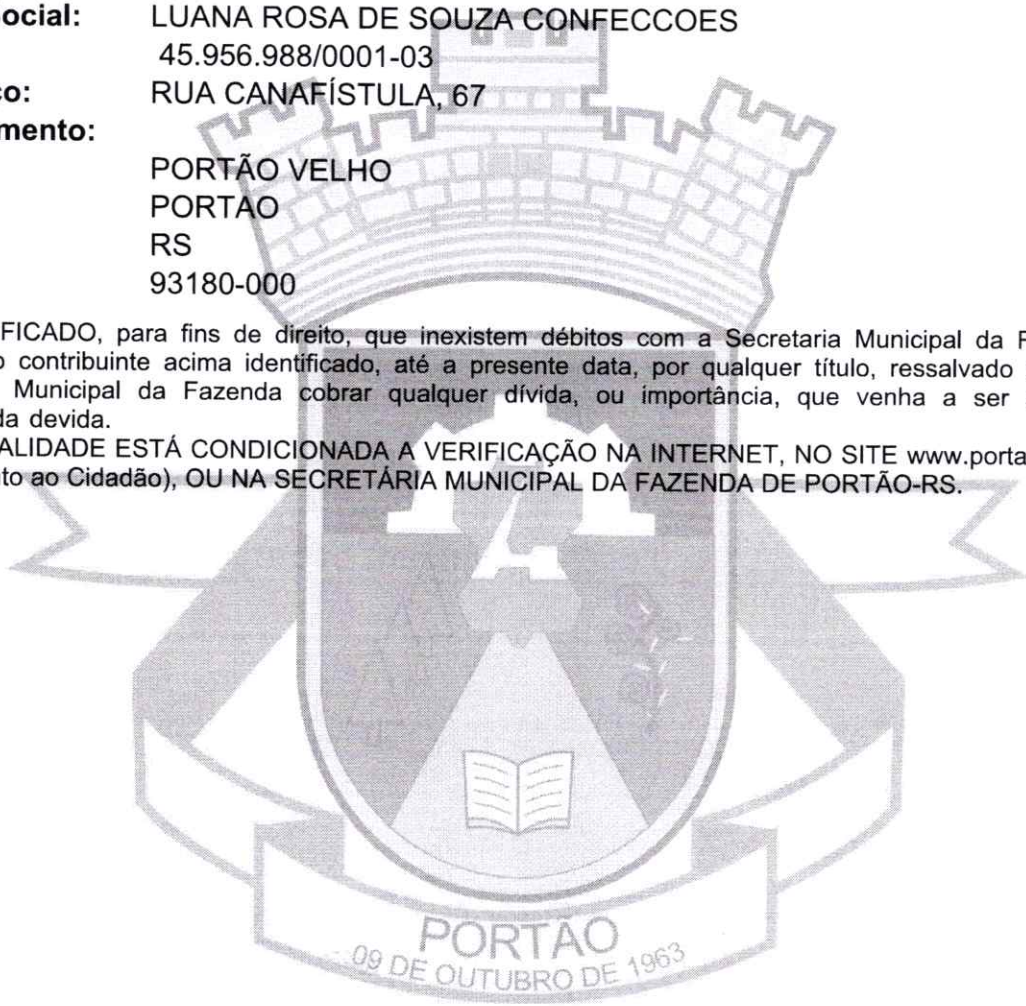 ocial: LUANA ROSA DE SOUZA CONFECCOES
45.956.988/0001-03
ço: RUA CANAFÍSTULA, 67
mento:
PORTÃO VELHO
PORTAO
RS
93180-000
FICADO, para fins de direito, que inexistem débitos com a Secretaria Municipal da F
o contribuinte acima identificado, até a presente data, por qualquer título, ressalvado
Municipal da Fazenda cobrar qualquer dívida, ou importância, que venha a ser
da devida.
ALIDADE ESTÁ CONDICIONADA A VERIFICAÇÃO NA INTERNET, NO SITE www.porta
to ao Cidadão), OU NA SECRETÁRIA MUNICIPAL DA FAZENDA DE PORTÃO-RS.
PORTÃO
09 DE OUTUBRO DE 1963